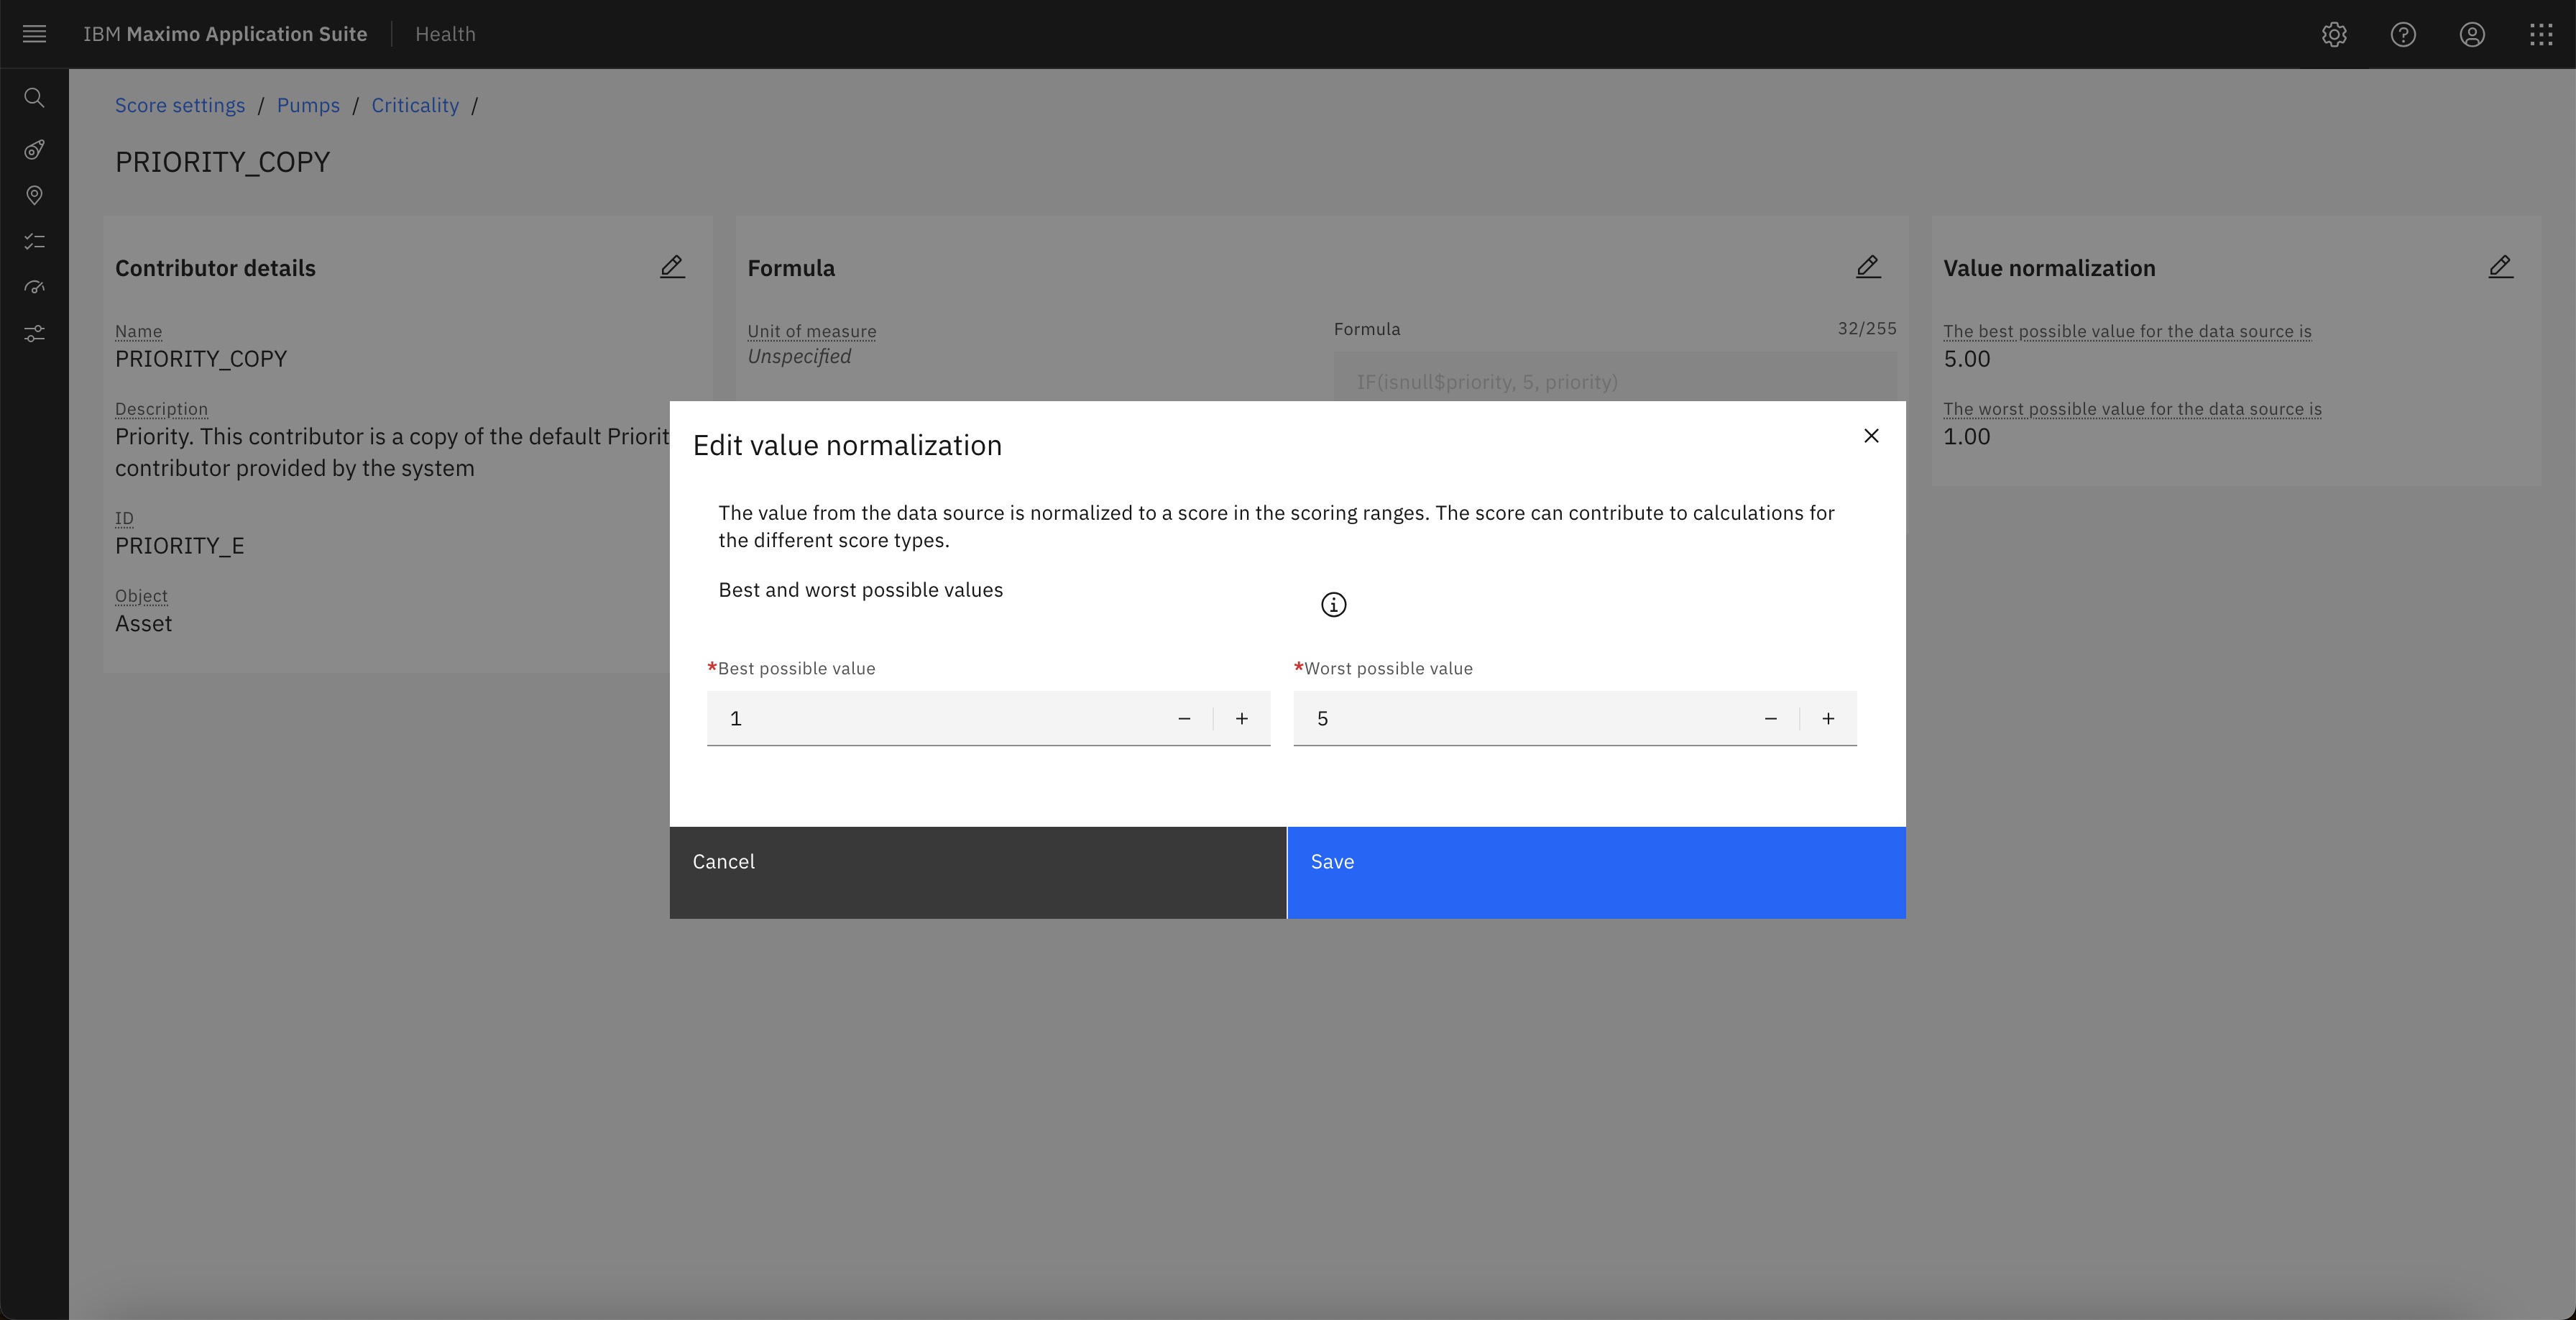 IBM Maximo Application Suite Health
Score settings / Pumps / Criticality /
PRIORITY_COPY
Contributor details
Name
PRIORITY_COPY
Description
Priority. This contributor is a copy of the default Priorit
contributor provided by the system
ID
PRIORITY_E
Object
Asset
Formula
Unit of measure
Unspecified
Formula 32/255
IF(isnull$priority, 5, priority)
Value normalization
The best possible value for the data source is
5.00
The worst possible value for the data source is
1.00
Edit value normalization
The value from the data source is normalized to a score in the scoring ranges. The score can contribute to calculations for
the different score types.
Best and worst possible values
*Best possible value
1
*Worst possible value
5
Cancel
Save